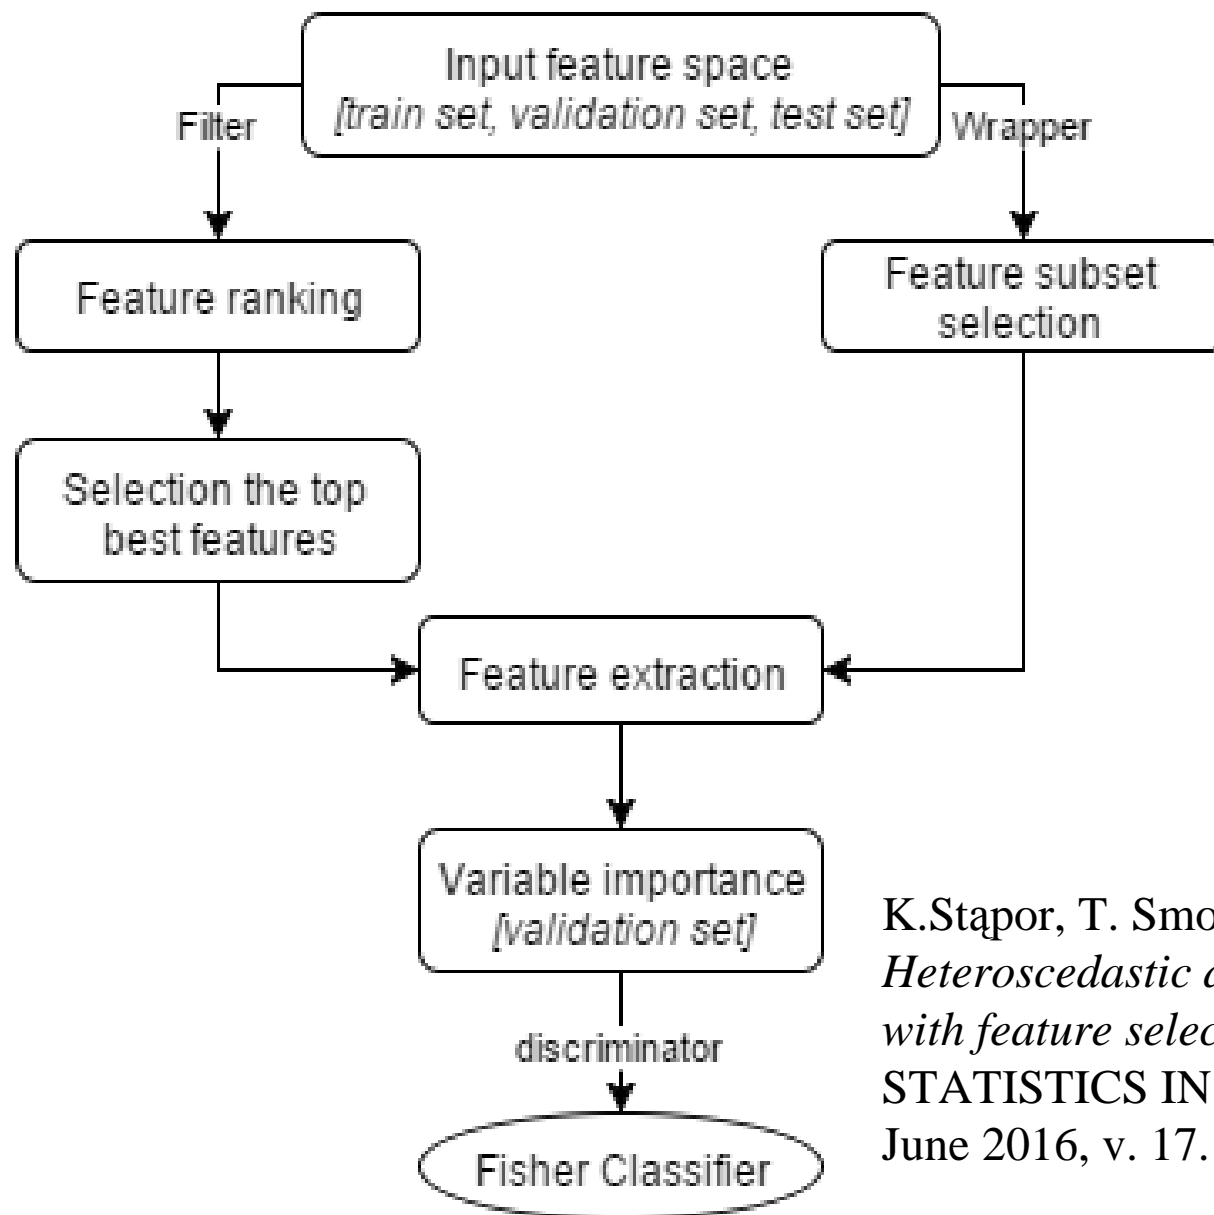 Input feature space
[train set, validation set, test set]
Filter
Wrapper
Feature ranking
Feature subset
selection
Selection the top
best features
Feature extraction
Variable importance
[validation set]
discriminator
Fisher Classifier
K.Stąpor, T.
Heteroscedastic
with feature
STATISTICS IN
June 2016, v. 17.